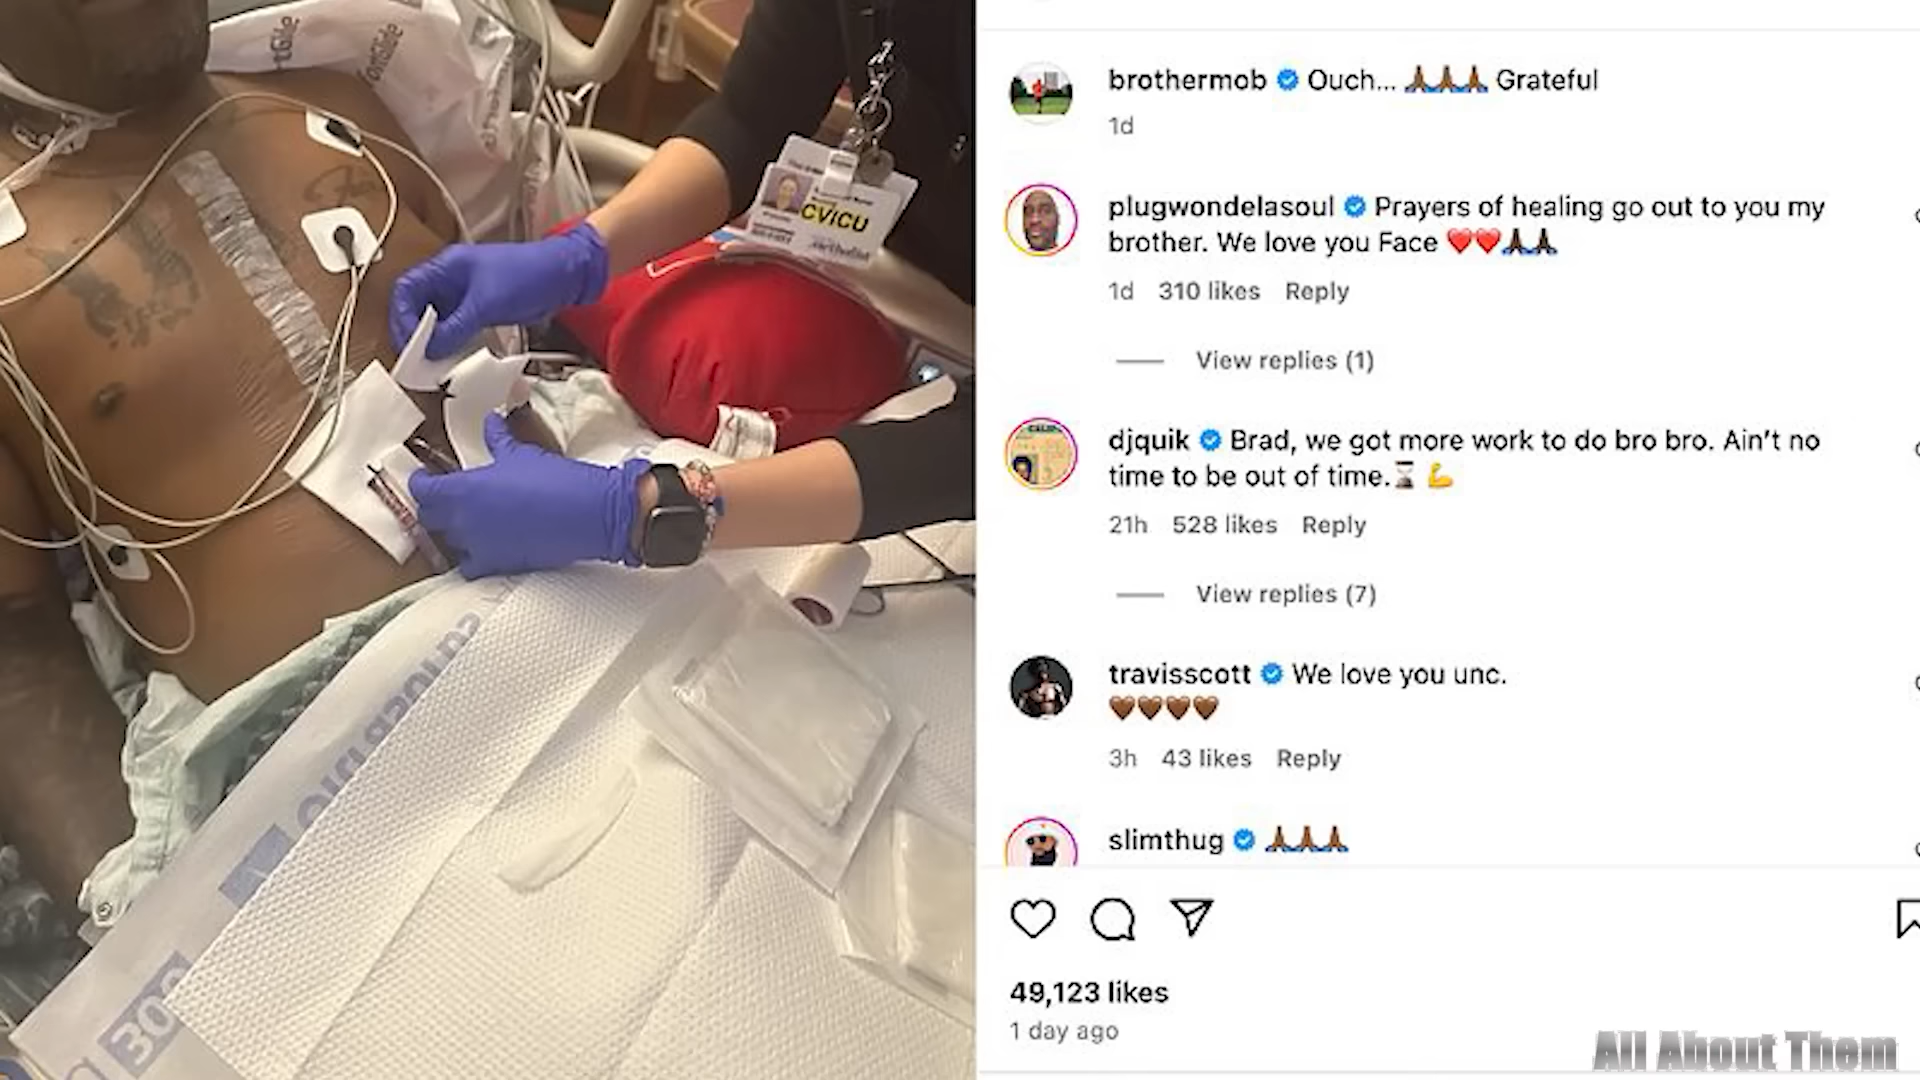 ComGlide
CVICU
Methodist
300
brothermob Ouch... 🙏🏾🙏🏾🙏🏾 Grateful
1d
plugwondelasoul Prayers of healing go out to you my
brother. We love you Face ❤️❤️🙏🏿🙏🏿
1d 310 likes Reply
View replies (1)
djquik Brad, we got more work to do bro bro. Ain't no
time to be out of time.⏳ 💪
21h 528 likes Reply
View replies (7)
travisscott We love you unc.
🤎🤎🤎🤎
3h 43 likes Reply
slimthug 🙏🏾🙏🏾🙏🏾
49,123 likes
1 day ago
All About Them